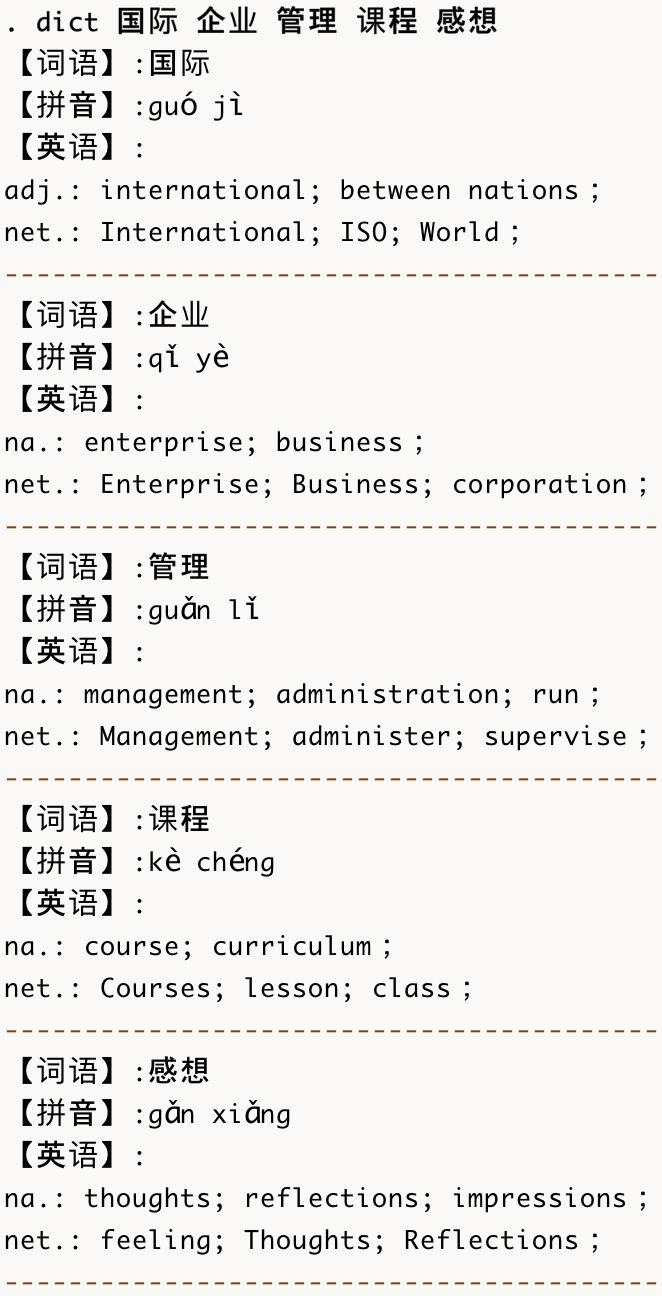 . dict 国际 企业 管理 课程 感想
【词语】:国际
【拼音】:guó jì
【英语】:
adj.: international; between nations；
net.: International; ISO; World；
-----------------------------------------
【词语】:企业
【拼音】:qǐ yè
【英语】:
na.: enterprise; business；
net.: Enterprise; Business; corporation；
-----------------------------------------
【词语】:管理
【拼音】:guǎn lǐ
【英语】:
na.: management; administration; run；
net.: Management; administer; supervise；
-----------------------------------------
【词语】:课程
【拼音】:kè chéng
【英语】:
na.: course; curriculum；
net.: Courses; lesson; class；
-----------------------------------------
【词语】:感想
【拼音】:gǎn xiǎng
【英语】:
na.: thoughts; reflections; impressions；
net.: feeling; Thoughts; Reflections；
-----------------------------------------